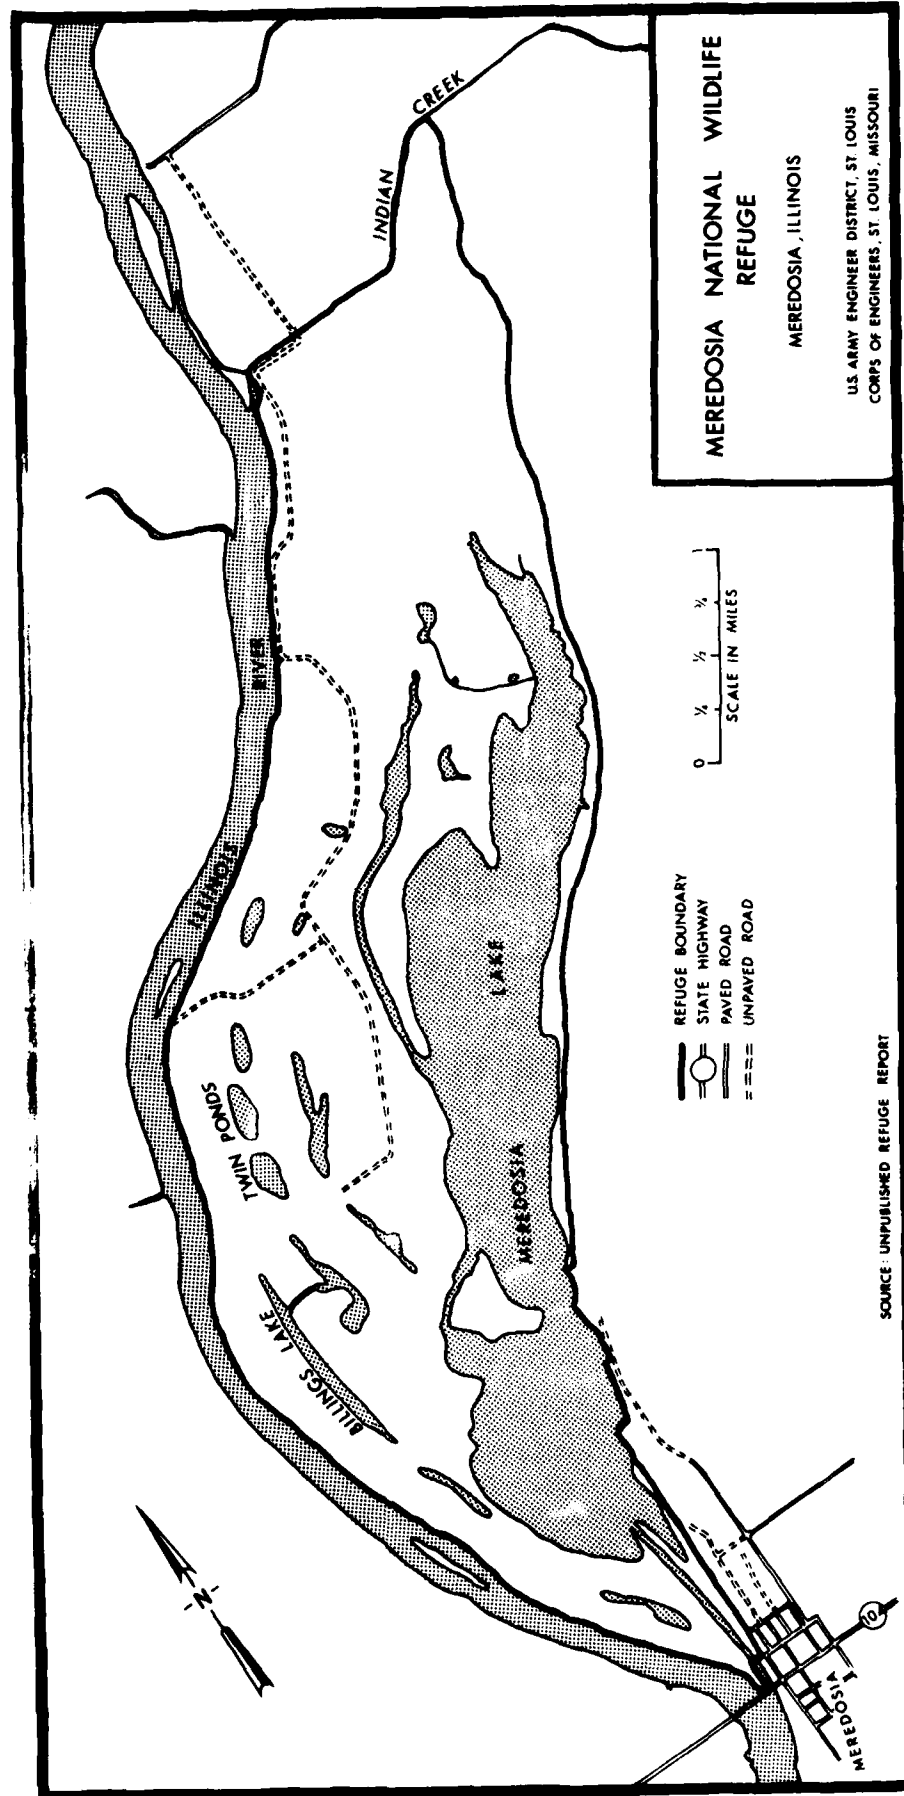 MEREDOSIA NATIONAL WILDLIFE
REFUGE
MEREDOSIA, ILLINOIS
U.S. ARMY ENGINEER DISTRICT, ST. LOUIS
CORPS OF ENGINEERS, ST. LOUIS, MISSOURI
INDIAN CREEK
ILLINOIS RIVER
TWIN PONDS
BILLINGS LAKE
MEREDOSIA LAKE
N
0 ¼ ½ ¾ 1
SCALE IN MILES
REFUGE BOUNDARY
STATE HIGHWAY
PAVED ROAD
UNPAVED ROAD
10
MEREDOSIA
SOURCE: UNPUBLISHED REFUGE REPORT